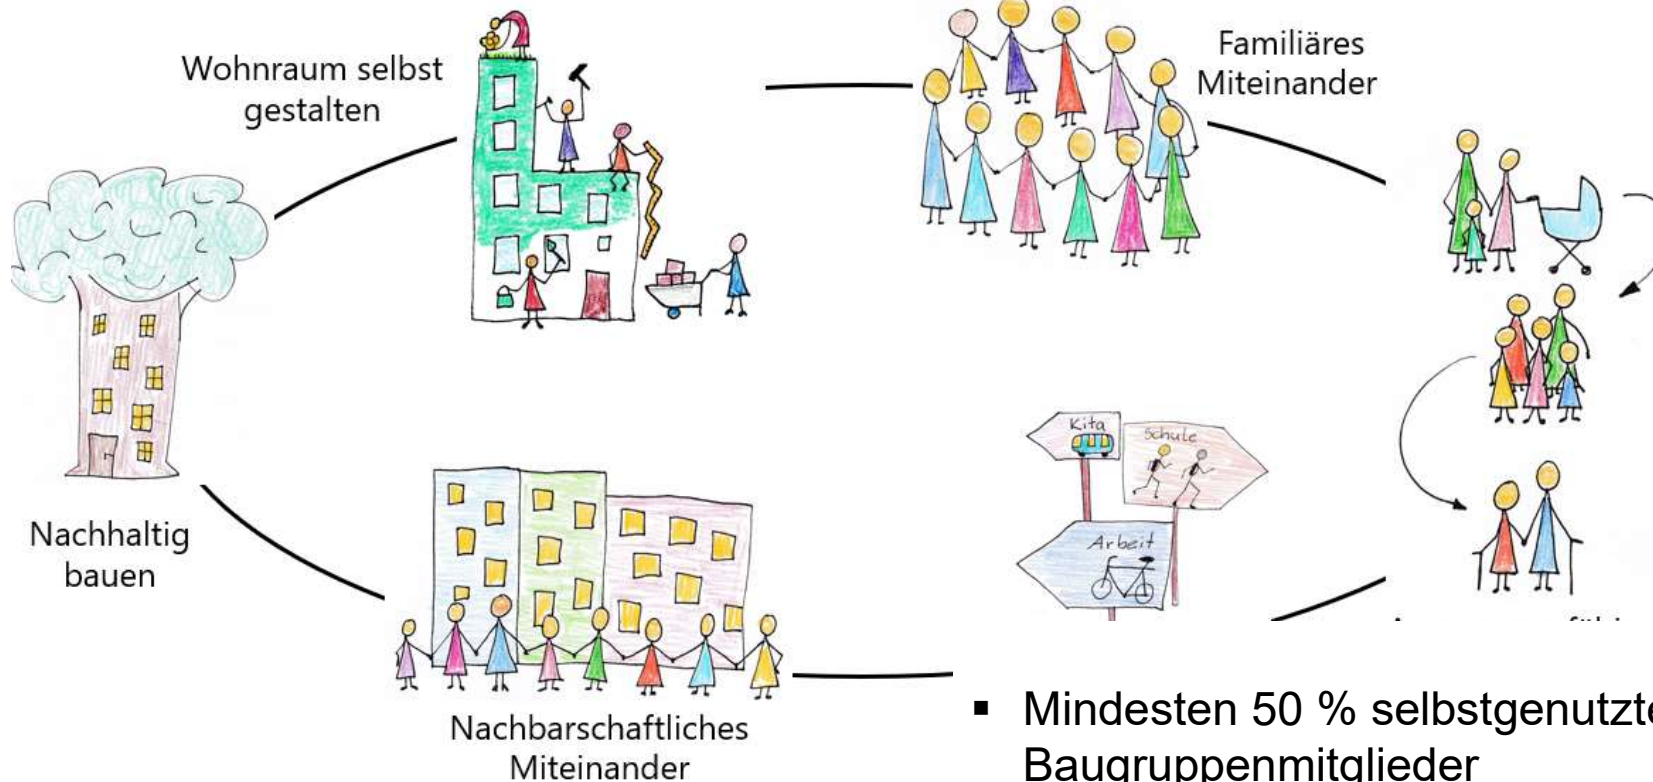 Wohnraum selbst
gestalten
Familiäres
Miteinander
Kita
Schule
Arbeit
Nachhaltig
bauen
Nachbarschaftliches
Miteinander
▪ Mindesten 50 % selbstgenutzte
Baugruppenmitglieder